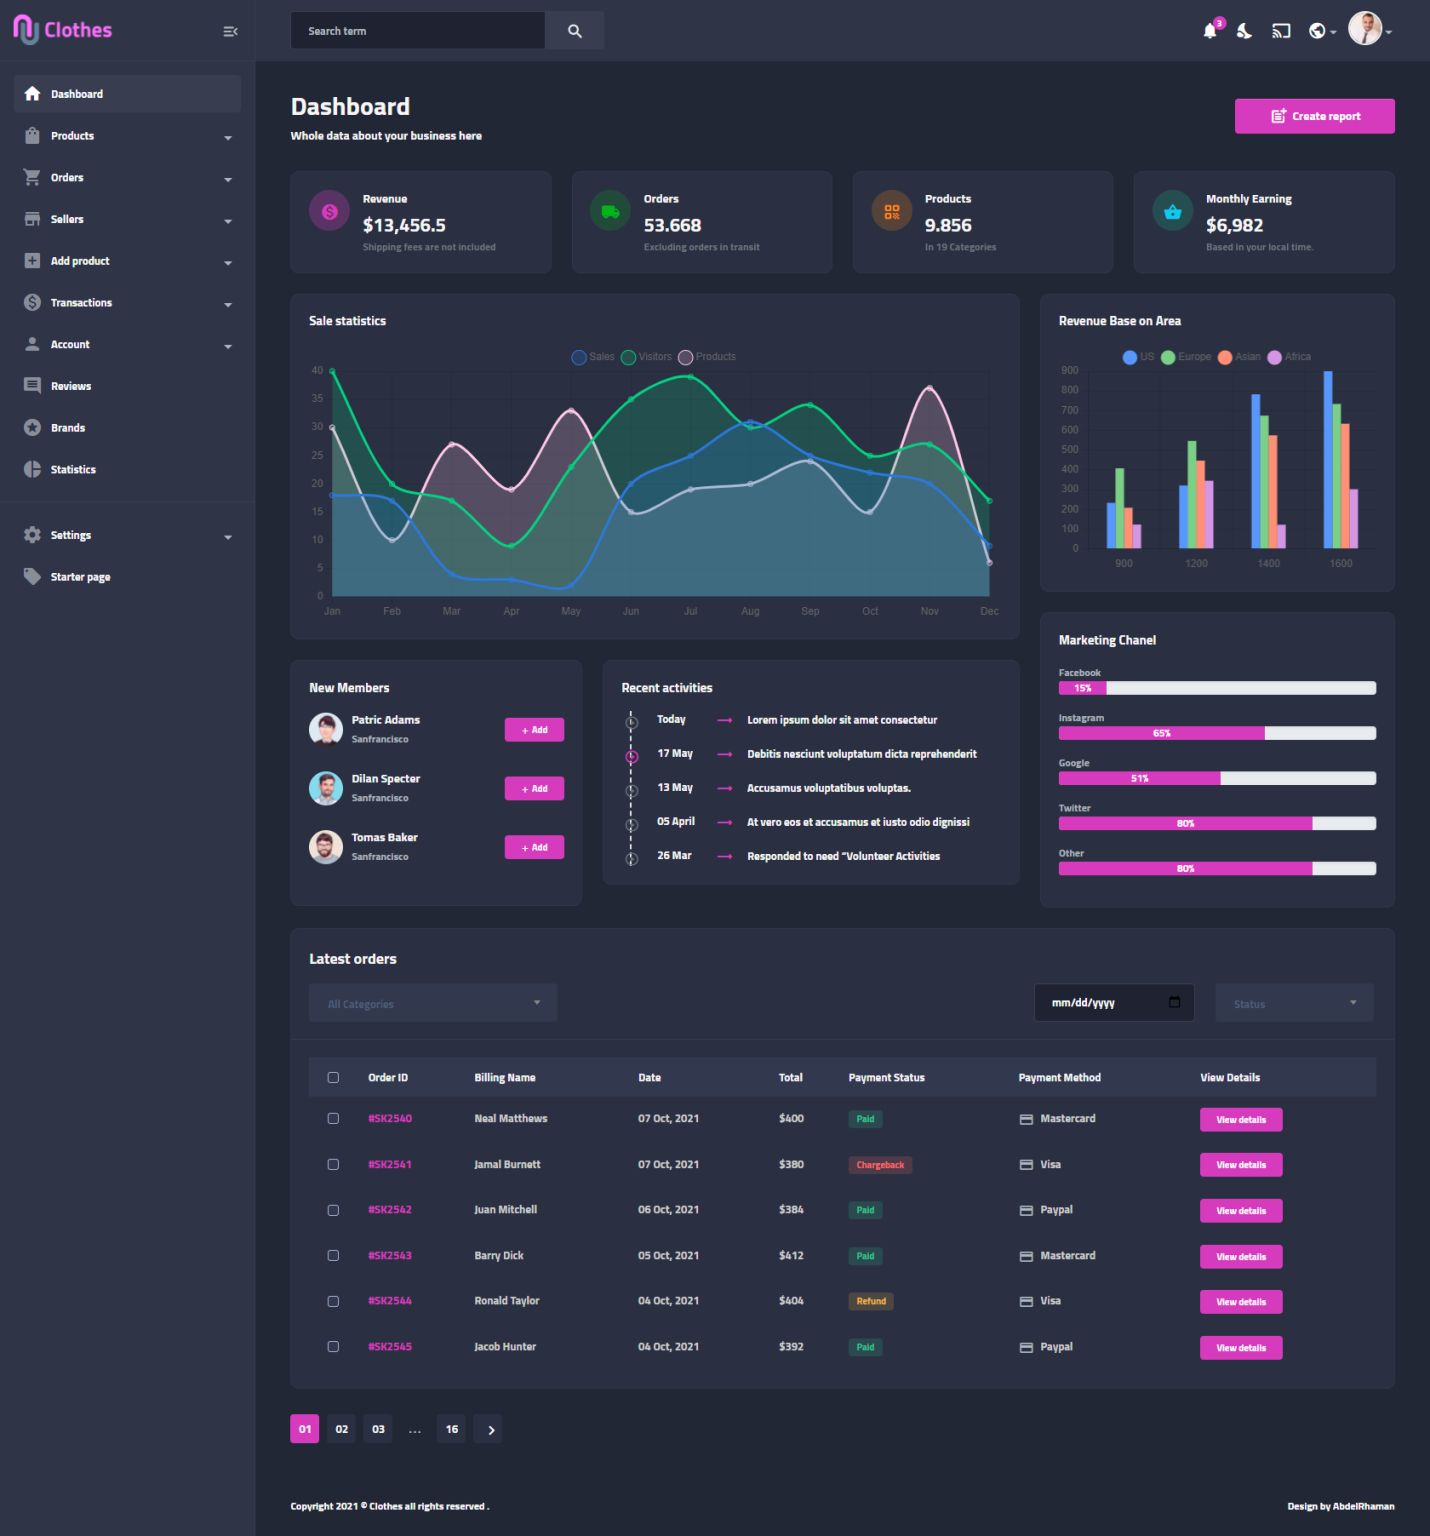 Clothes
Search term
3
Dashboard
Products
Orders
Sellers
Add product
Transactions
Account
Reviews
Brands
Statistics
Settings
Starter page
Dashboard
Whole data about your business here
Create report
Revenue
$13,456.5
Shipping fees are not included
Orders
53.668
Excluding orders in transit
Products
9.856
In 19 Categories
Monthly Earning
$6,982
Based in your local time.
Sale statistics
Sales Visitors Products
40
35
30
25
20
15
10
5
0
Jan Feb Mar Apr May Jun Jul Aug Sep Oct Nov Dec
Revenue Base on Area
US Europe Asian Africa
900
800
700
600
500
400
300
200
100
0
900 1200 1400 1600
New Members
Patric Adams
Sanfrancisco
+ Add
Dilan Specter
Sanfrancisco
+ Add
Tomas Baker
Sanfrancisco
+ Add
Recent activities
Today Lorem ipsum dolor sit amet consectetur
17 May Debitis nesciunt voluptatum dicta reprehenderit
13 May Accusamus voluptatibus voluptas.
05 April At vero eos et accusamus et iusto odio dignissi
26 Mar Responded to need “Volunteer Activities
Marketing Chanel
Facebook
15%
Instagram
65%
Google
51%
Twitter
80%
Other
80%
Latest orders
All Categories mm/dd/yyyy Status
Order ID Billing Name Date Total Payment Status Payment Method View Details
#SK2540 Neal Matthews 07 Oct, 2021 $400 Paid Mastercard View details
#SK2541 Jamal Burnett 07 Oct, 2021 $380 Chargeback Visa View details
#SK2542 Juan Mitchell 06 Oct, 2021 $384 Paid Paypal View details
#SK2543 Barry Dick 05 Oct, 2021 $412 Paid Mastercard View details
#SK2544 Ronald Taylor 04 Oct, 2021 $404 Refund Visa View details
#SK2545 Jacob Hunter 04 Oct, 2021 $392 Paid Paypal View details
01 02 03 ... 16
Copyright 2021 © Clothes all rights reserved .
Design by AbdelRhaman